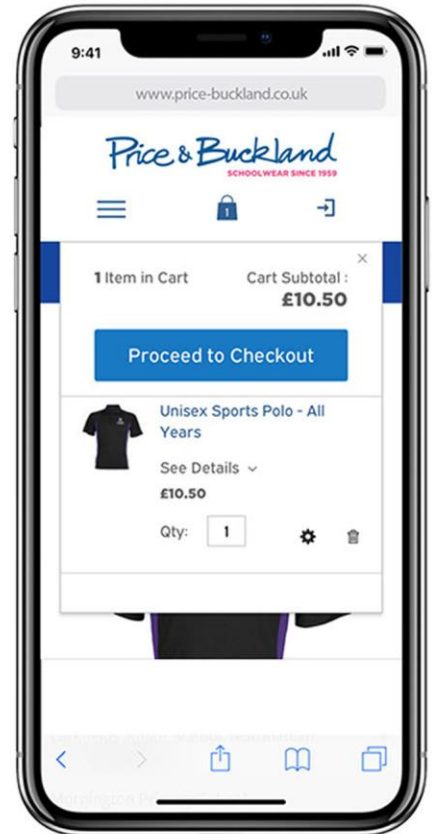 9:41
www.price-buckland.co.uk
Price & Buckland
SCHOOLWEAR SINCE 1959
1
1 Item in Cart
Cart Subtotal :
£10.50
×
Proceed to Checkout
Unisex Sports Polo - All
Years
See Details
£10.50
Qty: 1